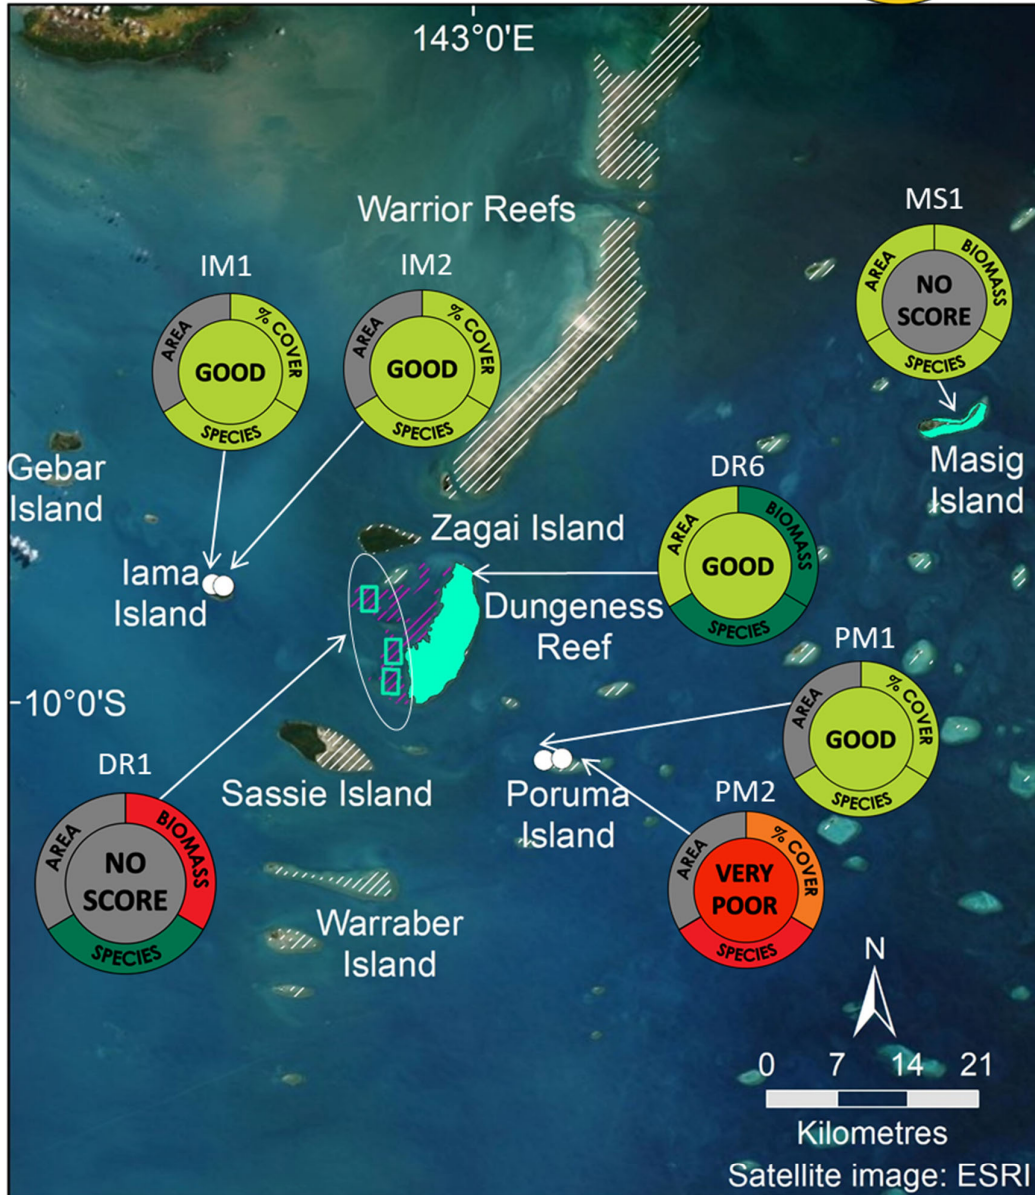 143°0'E
Warrior Reefs
MS1
AREA
BIOMASS
SPECIES
NO
SCORE
IM1
AREA
% COVER
SPECIES
GOOD
IM2
AREA
% COVER
SPECIES
GOOD
Masig
Island
Gebar
Island
DR6
AREA
BIOMASS
SPECIES
GOOD
Zagai Island
Iama
Island
Dungeness
Reef
PM1
AREA
% COVER
SPECIES
GOOD
10°0'S
DR1
AREA
BIOMASS
SPECIES
NO
SCORE
Sassie Island
Poruma
Island
PM2
AREA
% COVER
SPECIES
VERY
POOR
Warraber
Island
N
0 7 14 21
Kilometres
Satellite image: ESRI